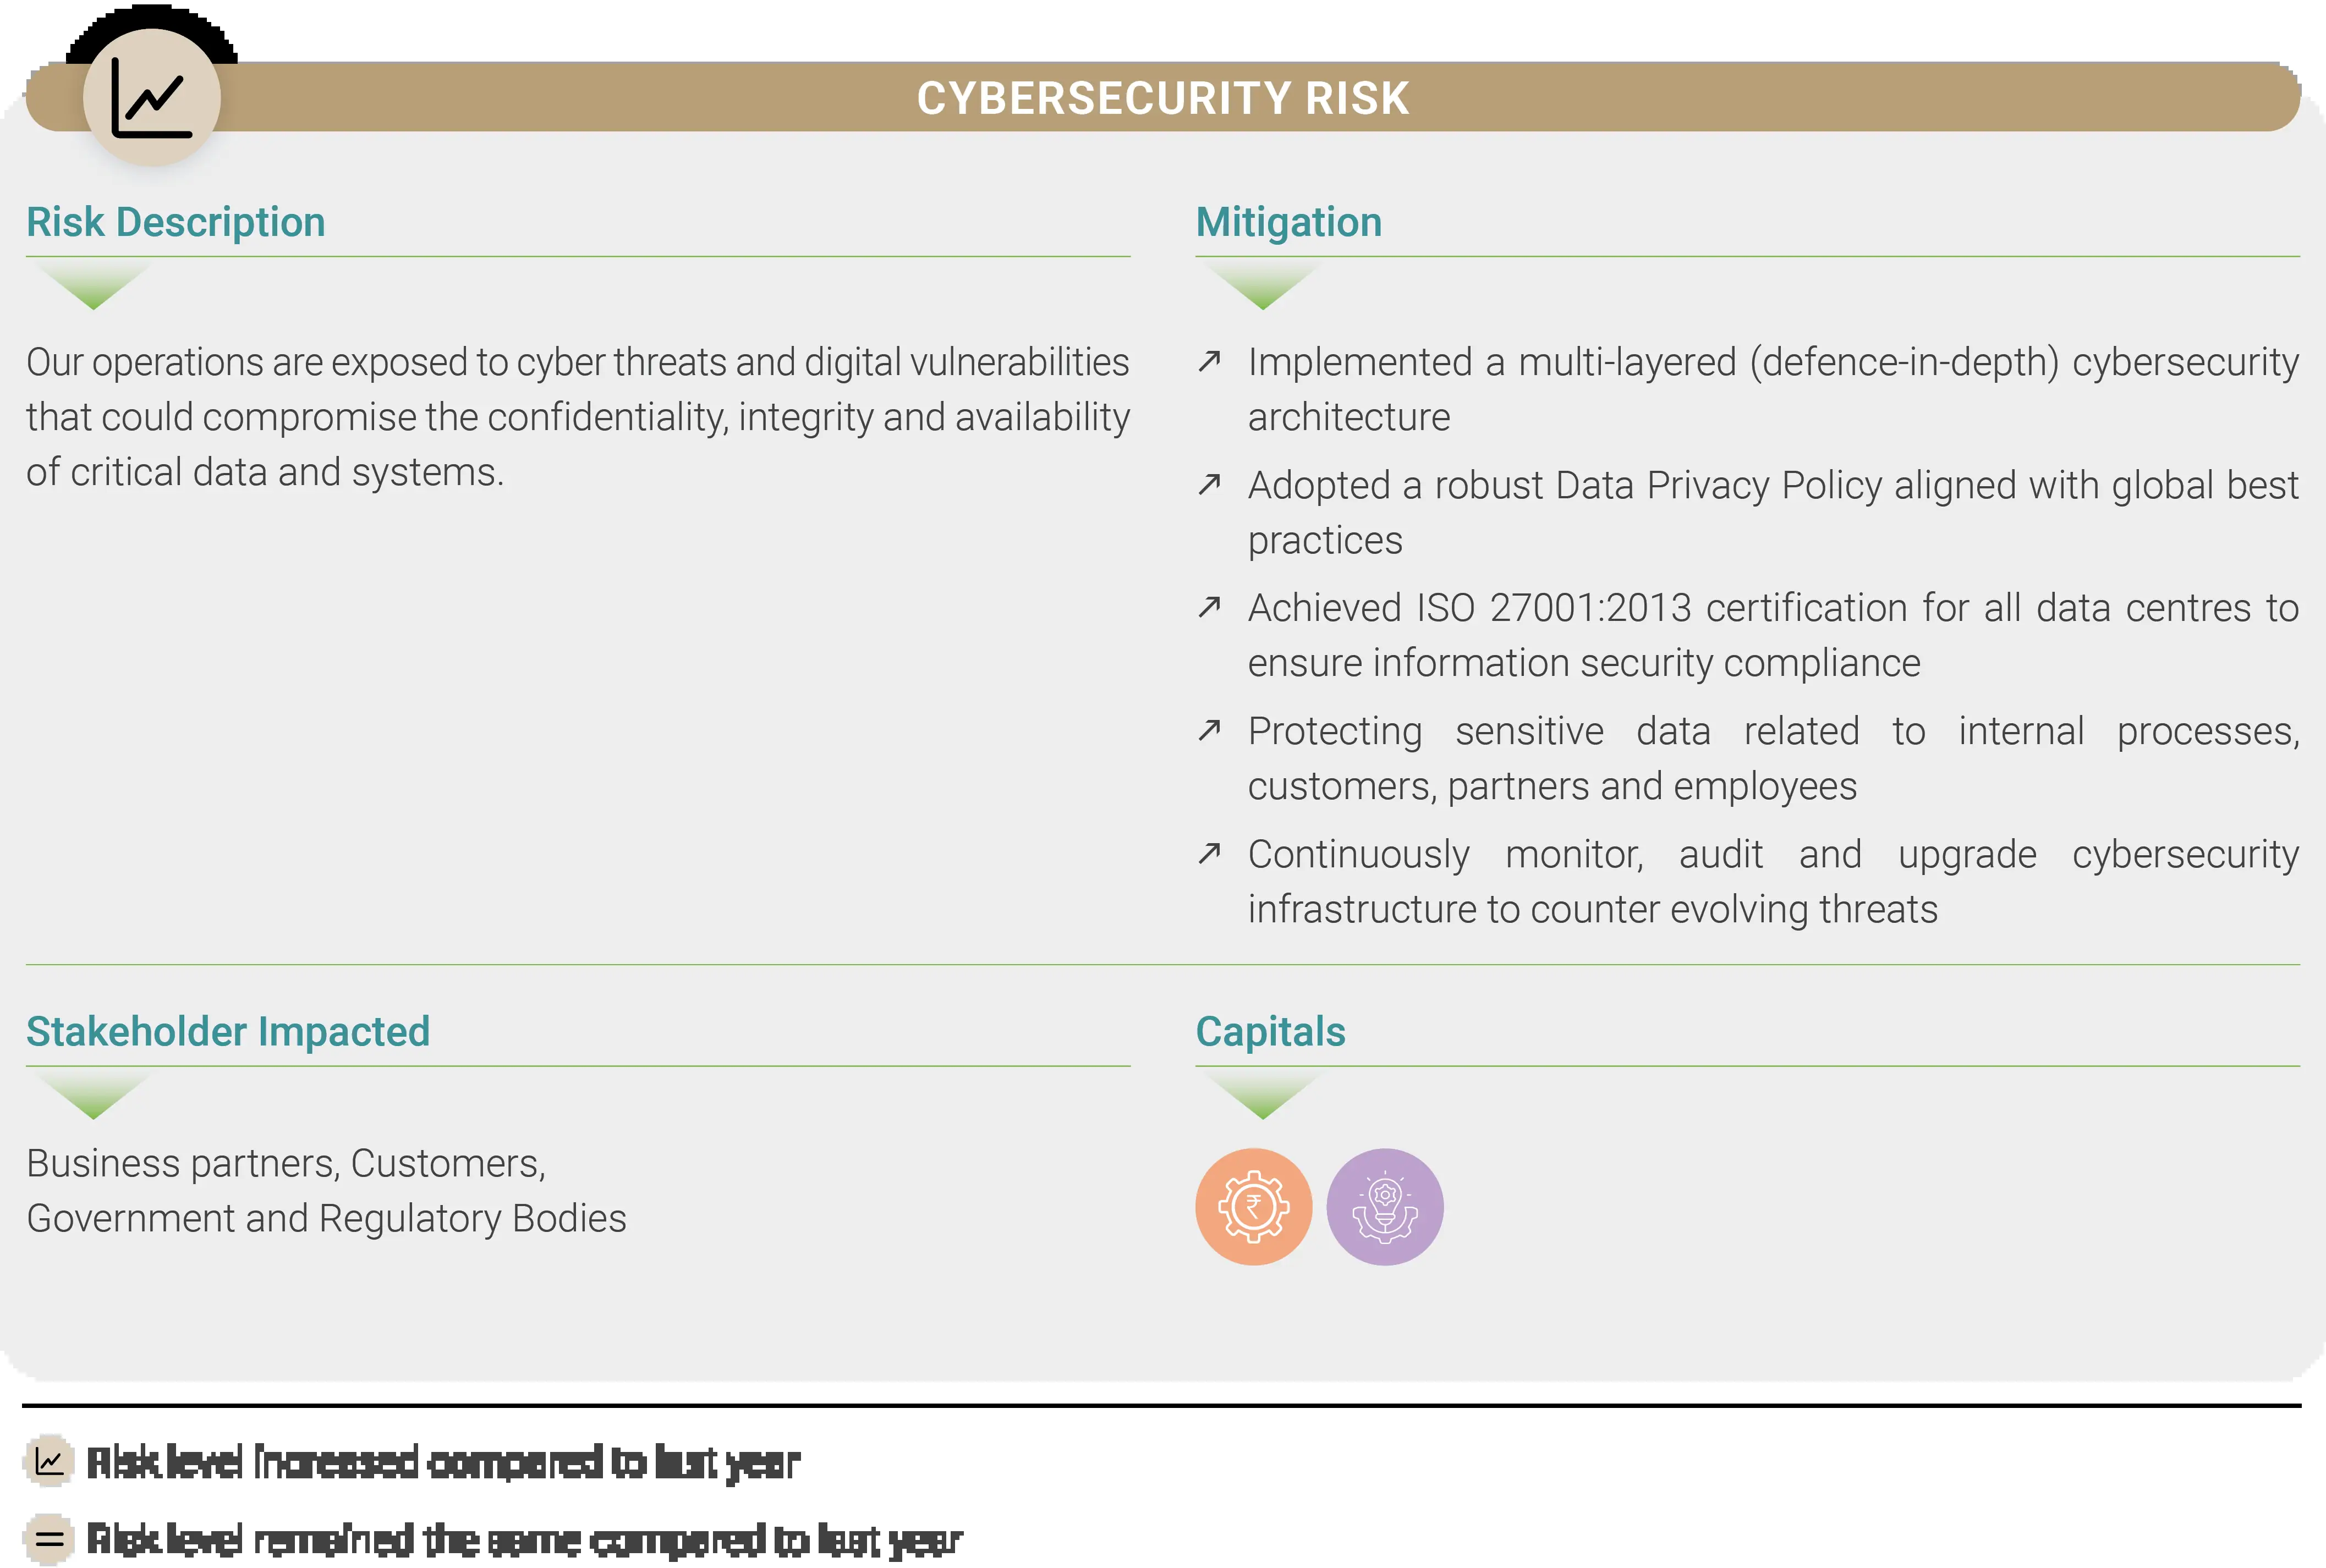 CYBERSECURITY RISK
Risk Description
Our operations are exposed to cyber threats and digital vulnerabilities
that could compromise the confidentiality, integrity and availability
of critical data and systems.
Mitigation
Implemented a multi-layered (defence-in-depth) cybersecurity
architecture
Adopted a robust Data Privacy Policy aligned with global best
practices
Achieved ISO 27001:2013 certification for all data centres to
ensure information security compliance
Protecting sensitive data related to internal processes,
customers, partners and employees
Continuously monitor, audit and upgrade cybersecurity
infrastructure to counter evolving threats
Stakeholder Impacted
Business partners, Customers,
Government and Regulatory Bodies
Capitals
₹
Risk level increased compared to last year
Risk level remained the same compared to last year